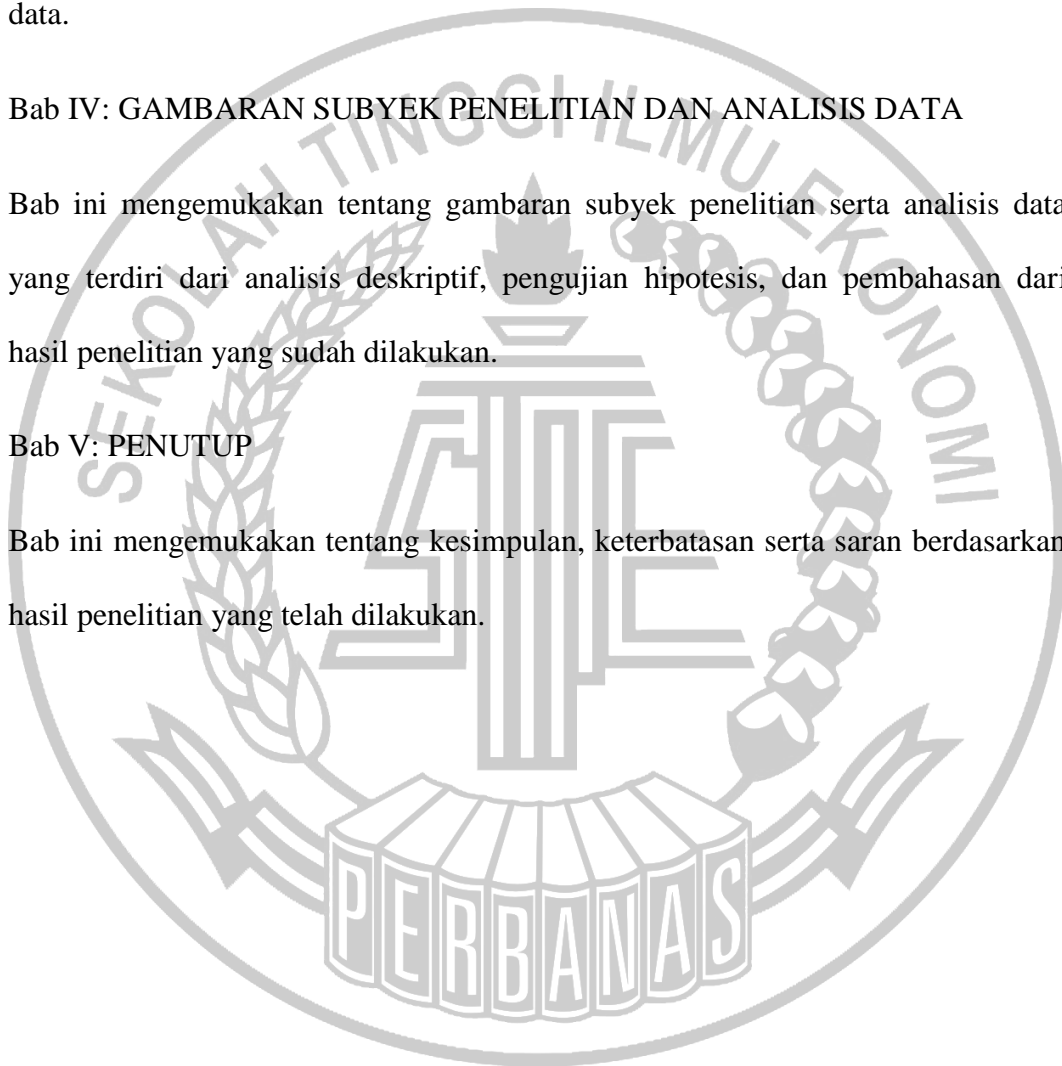 data.
Bab IV: GAMBARAN SUBYEK PENELITIAN DAN ANALISIS DATA
Bab ini mengemukakan tentang gambaran subyek penelitian serta analisis data
yang terdiri dari analisis deskriptif, pengujian hipotesis, dan pembahasan dari
hasil penelitian yang sudah dilakukan.
Bab V: PENUTUP
Bab ini mengemukakan tentang kesimpulan, keterbatasan serta saran berdasarkan
hasil penelitian yang telah dilakukan.
SEKOLAH TINGGI ILMU EKONOMI
STIE
PERBANAS